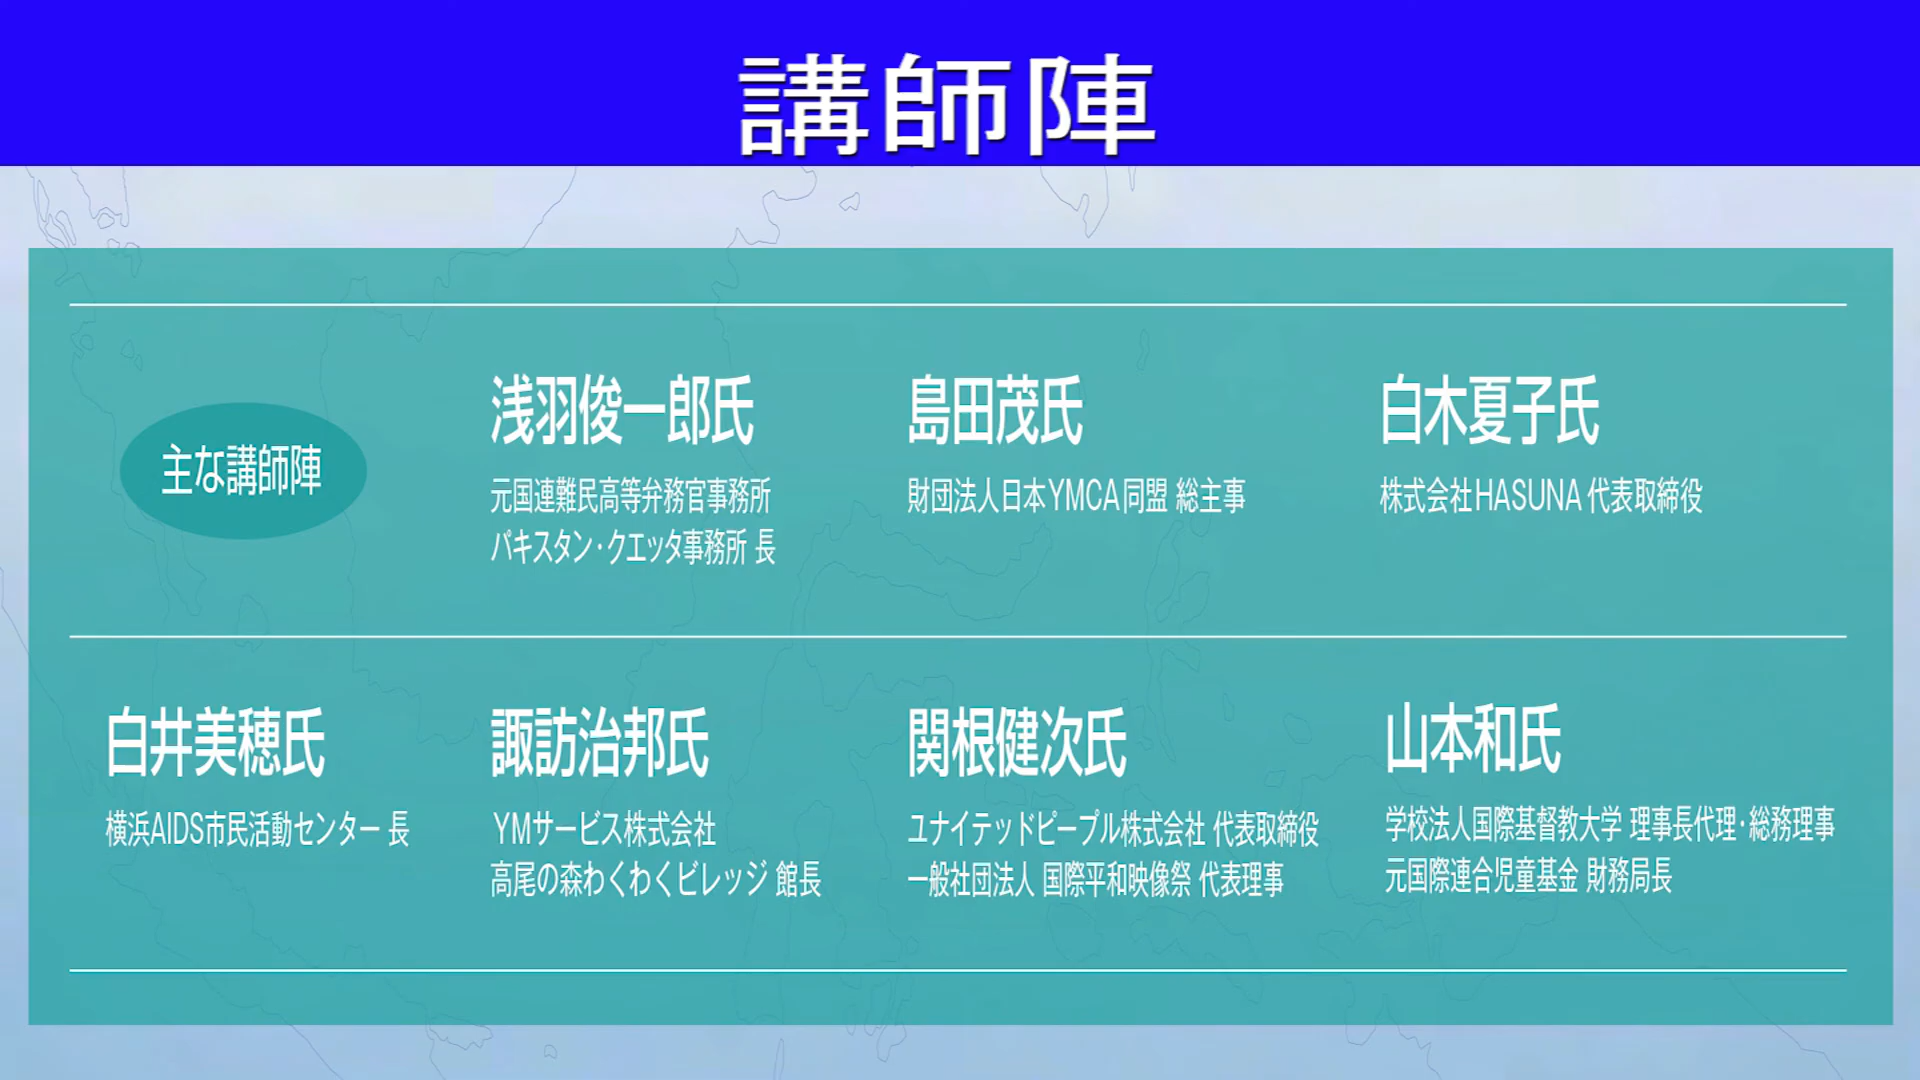 講師陣
主な講師陣
浅羽俊一郎氏
元国連難民高等弁務官事務所
パキスタン・クエッタ事務所 長
島田茂氏
財団法人日本YMCA同盟 総主事
白木夏子氏
株式会社HASUNA 代表取締役
白井美穂氏
横浜AIDS市民活動センター 長
諏訪治邦氏
YMサービス株式会社
高尾の森わくわくビレッジ 館長
関根健次氏
ユナイテッドピープル株式会社 代表取締役
一般社団法人 国際平和映像祭 代表理事
山本和氏
学校法人国際基督教大学 理事長代理・総務理事
元国際連合児童基金 財務局長